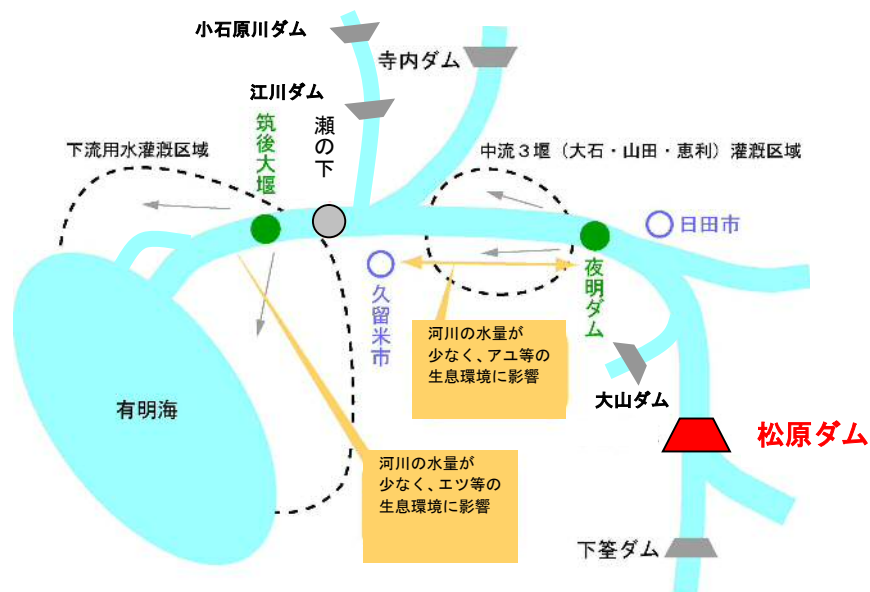 小石原川ダム
寺内ダム
江川ダム
筑後大堰
瀬の下
下流用水灌漑区域
中流３堰（大石・山田・恵利）灌漑区域
日田市
夜明ダム
久留米市
河川の水量が
少なく、アユ等の
生息環境に影響
大山ダム
有明海
松原ダム
河川の水量が
少なく、エツ等の
生息環境に影響
下筌ダム